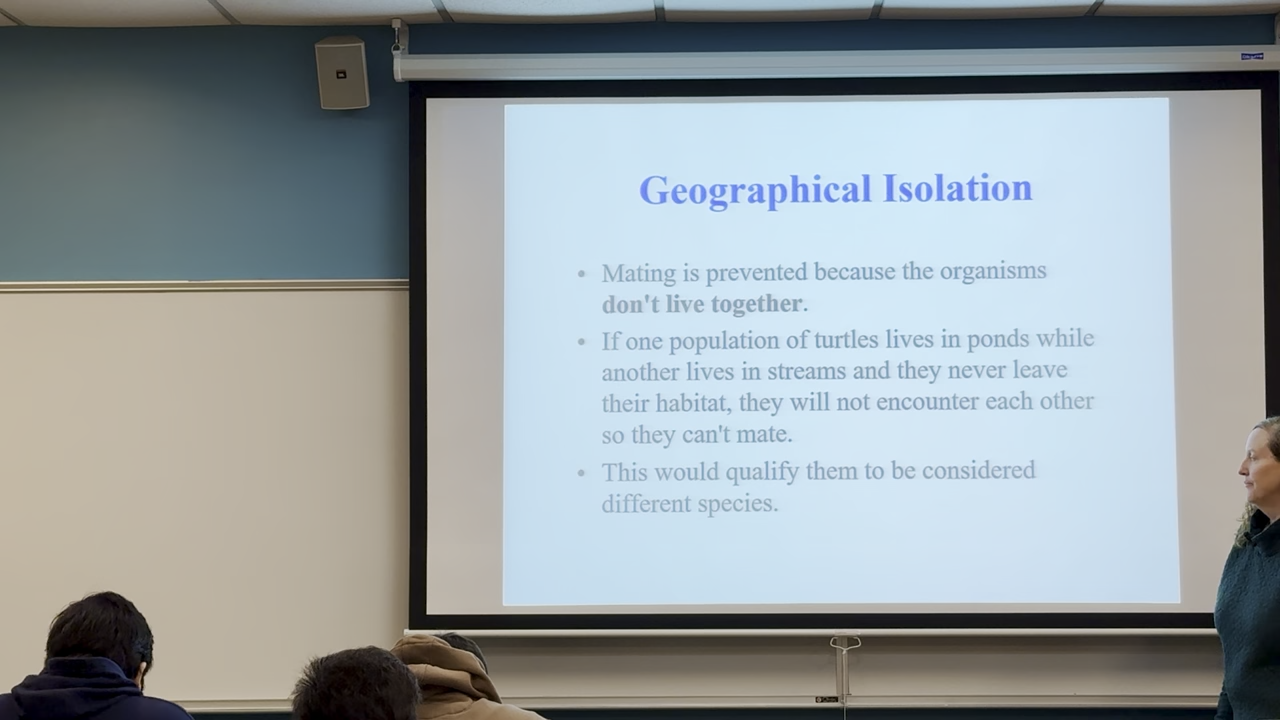 Geographical Isolation
• Mating is prevented because the organisms
don't live together.
• If one population of turtles lives in ponds while
another lives in streams and they never leave
their habitat, they will not encounter each other
so they can't mate.
• This would qualify them to be considered
different species.